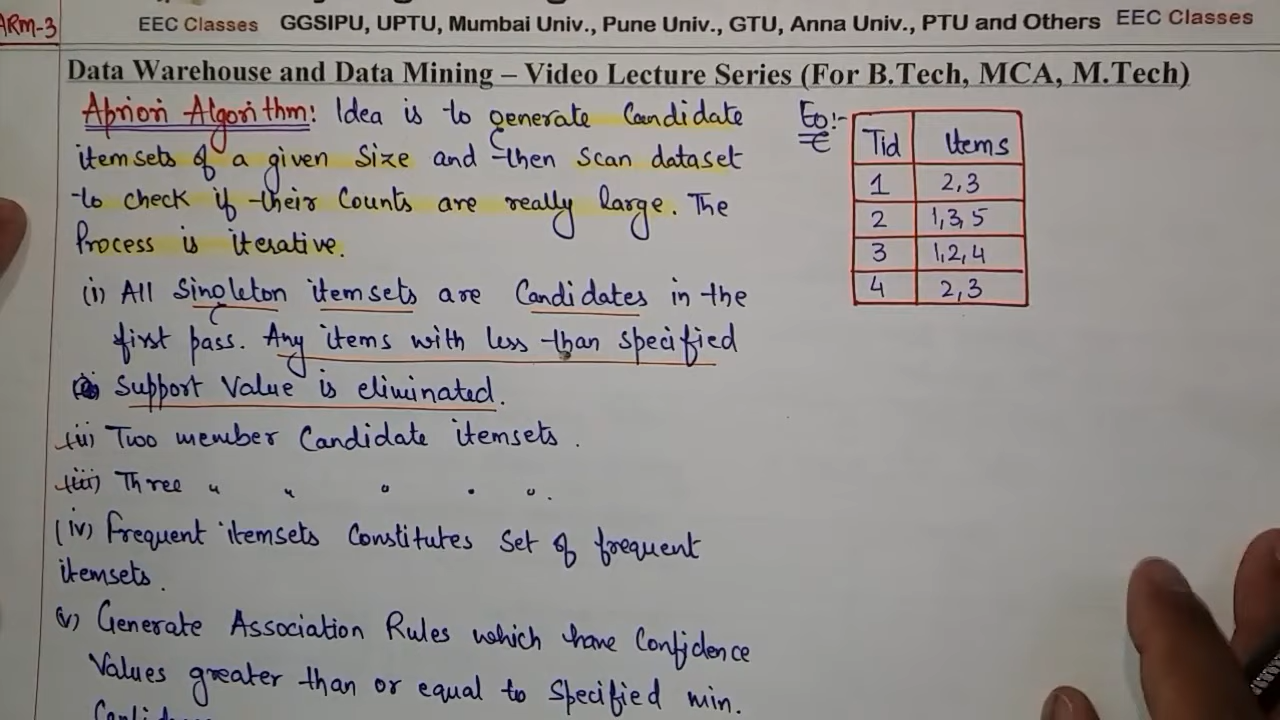 ARM-3
EEC Classes GGSIPU, UPTU, Mumbai Univ., Pune Univ., GTU, Anna Univ., PTU and Others EEC Classes
Data Warehouse and Data Mining – Video Lecture Series (For B.Tech, MCA, M.Tech)
Apriori Algorithm: Idea is to generate Candidate
itemsets of a given Size and then scan dataset
to check if their Counts are really large. The
Process is iterative.
(i) All Singleton itemsets are Candidates in the
first pass. Any items with less than specified
Support Value is eliminated.
(ii) Two member Candidate itemsets.
(iii) Three " " " " ".
(iv) Frequent itemsets Constitutes Set of frequent
itemsets.
(v) Generate Association Rules which have Confidence
Values greater than or equal to Specified min.
Eg:-
Tid Items
1 2,3
2 1,3,5
3 1,2,4
4 2,3